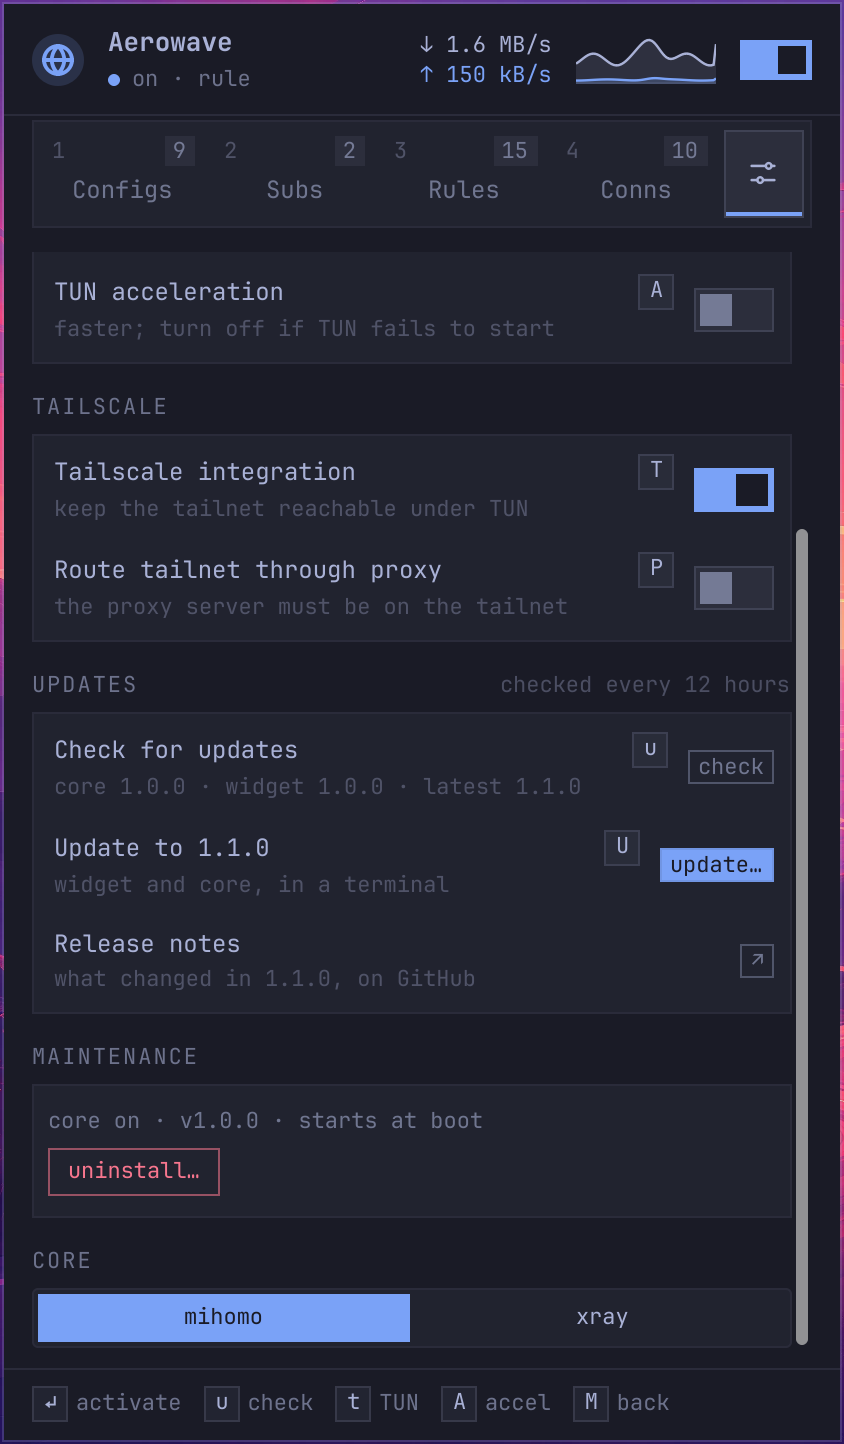 Aerowave
on · rule
↓ 1.6 MB/s
↑ 150 kB/s
1 9 2 2 3 15 4 10
Configs Subs Rules Conns
TUN acceleration A
faster; turn off if TUN fails to start
TAILSCALE
Tailscale integration T
keep the tailnet reachable under TUN
Route tailnet through proxy P
the proxy server must be on the tailnet
UPDATES checked every 12 hours
Check for updates u check
core 1.0.0 · widget 1.0.0 · latest 1.1.0
Update to 1.1.0 U update…
widget and core, in a terminal
Release notes ↗
what changed in 1.1.0, on GitHub
MAINTENANCE
core on · v1.0.0 · starts at boot
uninstall…
CORE
mihomo xray
↲ activate u check t TUN A accel M back